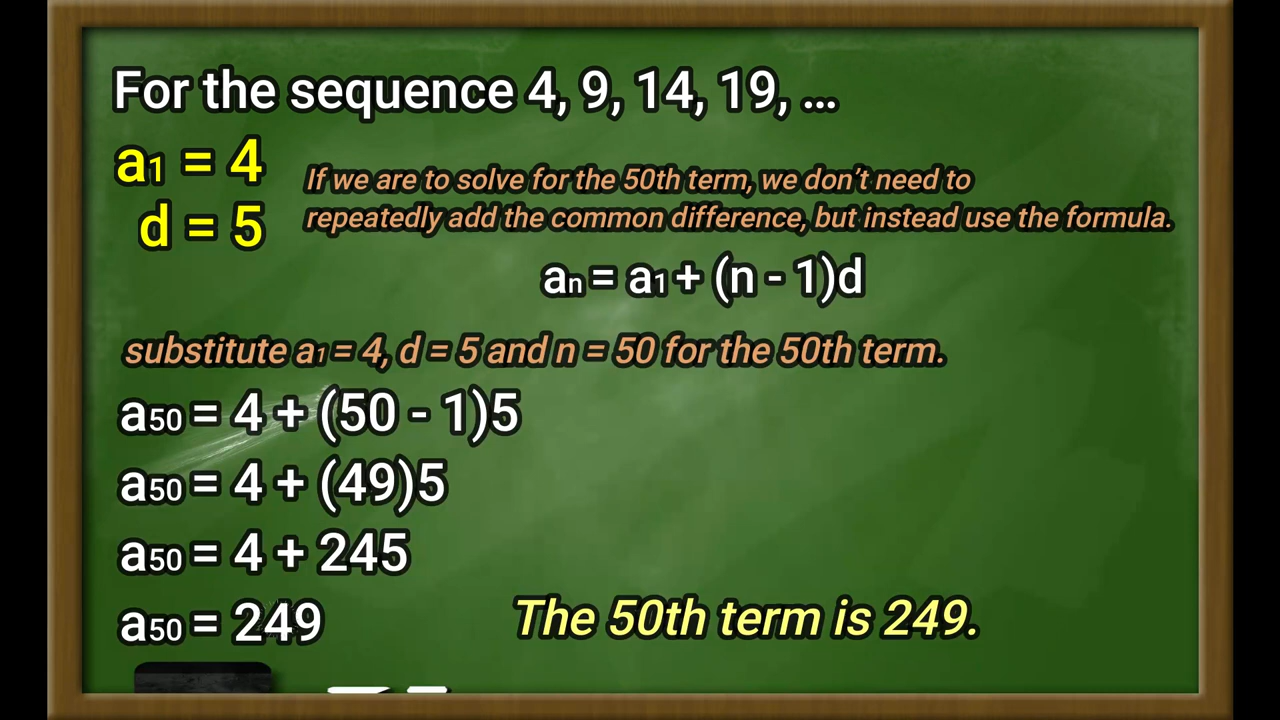 For the sequence 4, 9, 14, 19, ...
a₁ = 4
d = 5
If we are to solve for the 50th term, we don't need to
repeatedly add the common difference, but instead use the formula.
aₙ = a₁ + (n - 1)d
substitute a₁ = 4, d = 5 and n = 50 for the 50th term.
a₅₀ = 4 + (50 - 1)5
a₅₀ = 4 + (49)5
a₅₀ = 4 + 245
a₅₀ = 249
The 50th term is 249.